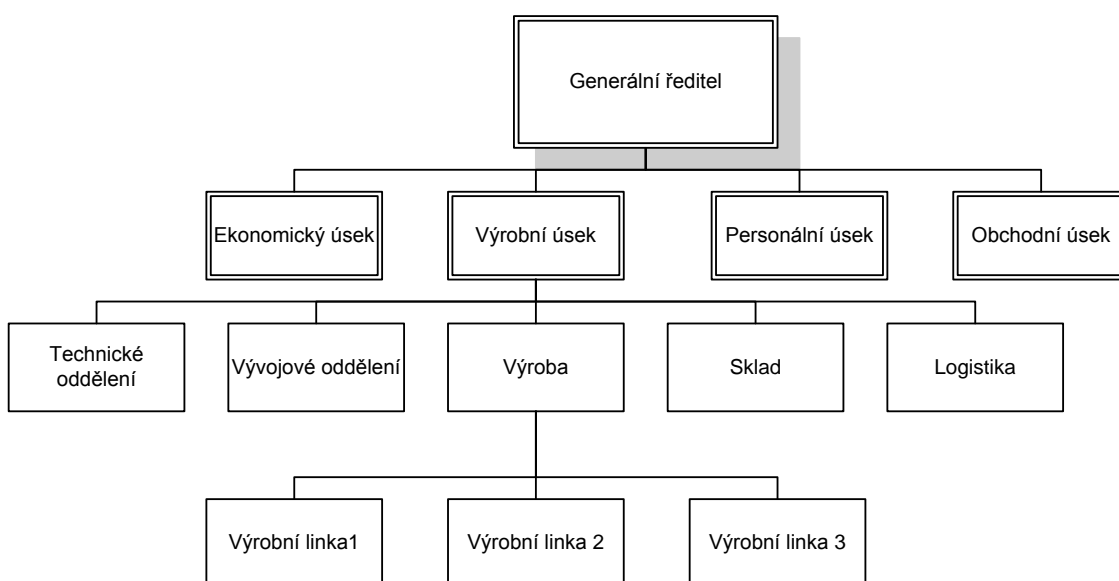 Generální ředitel
Ekonomický úsek
Výrobní úsek
Personální úsek
Obchodní úsek
Technické
oddělení
Vývojové oddělení
Výroba
Sklad
Logistika
Výrobní linka1
Výrobní linka 2
Výrobní linka 3